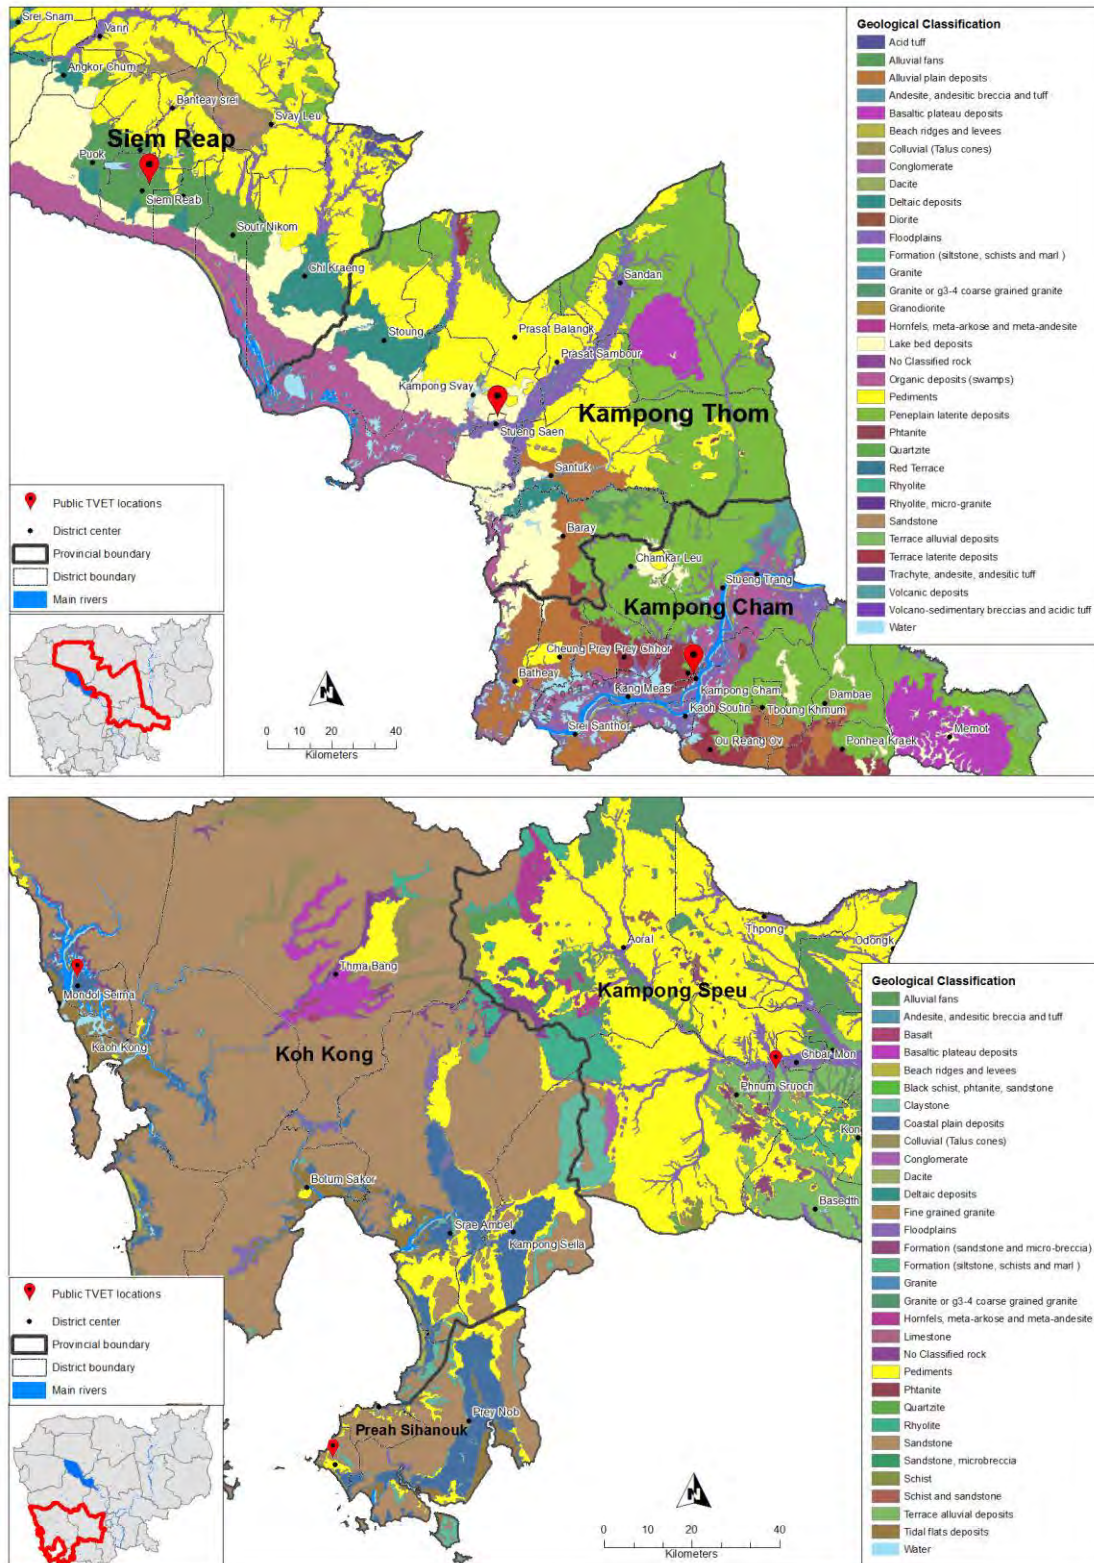 Srei Snam
Varin
Angkor Chum
Banteay srei
Svay Leu
Siem Reap
Puok
Siem Reab
Soutr Nikom
Chi Kraeng
Stoung
Sandan
Prasat Balangk
Prasat Sambour
Kampong Svay
Stueng Saen
Kampong Thom
Santuk
Baray
Chamkar Leu
Stueng Trang
Kampong Cham
Cheung Prey
Prey Chhor
Batheay
Kang Meas
Kampong Cham
Kaoh Soutin
Tboung Khmum
Dambae
Srei Santhor
Ou Reang Ov
Ponhea Kraek
Memot
Geological Classification
Acid tuff
Alluvial fans
Alluvial plain deposits
Andesite, andesitic breccia and tuff
Basaltic plateau deposits
Beach ridges and levees
Colluvial (Talus cones)
Conglomerate
Dacite
Deltaic deposits
Diorite
Floodplains
Formation (siltstone, schists and marl )
Granite
Granite or g3-4 coarse grained granite
Granodiorite
Hornfels, meta-arkose and meta-andesite
Lake bed deposits
No Classified rock
Organic deposits (swamps)
Pediments
Peneplain laterite deposits
Phtanite
Quartzite
Red Terrace
Rhyolite
Rhyolite, micro-granite
Sandstone
Terrace alluvial deposits
Terrace laterite deposits
Trachyte, andesite, andesitic tuff
Volcanic deposits
Volcano-sedimentary breccias and acidic tuff
Water
Public TVET locations
District center
Provincial boundary
District boundary
Main rivers
N
0 20 40
Kilometers
Thpong
Odongk
Aoral
Kampong Speu
Thma Bang
Mondol Seima
Kaoh Kong
Koh Kong
Chbar Mon
Phnum Sruoch
Kon
Basedth
Botum Sakor
Srae Ambel
Kampong Seila
Prey Nob
Preah Sihanouk
Geological Classification
Alluvial fans
Andesite, andesitic breccia and tuff
Basalt
Basaltic plateau deposits
Beach ridges and levees
Black schist, phtanite, sandstone
Claystone
Coastal plain deposits
Colluvial (Talus cones)
Conglomerate
Dacite
Deltaic deposits
Fine grained granite
Floodplains
Formation (sandstone and micro-breccia)
Formation (siltstone, schists and marl )
Granite
Granite or g3-4 coarse grained granite
Hornfels, meta-arkose and meta-andesite
Limestone
No Classified rock
Pediments
Phtanite
Quartzite
Rhyolite
Sandstone
Sandstone, microbreccia
Schist
Schist and sandstone
Terrace alluvial deposits
Tidal flats deposits
Water
Public TVET locations
District center
Provincial boundary
District boundary
Main rivers
N
0 10 20 40
Kilometers